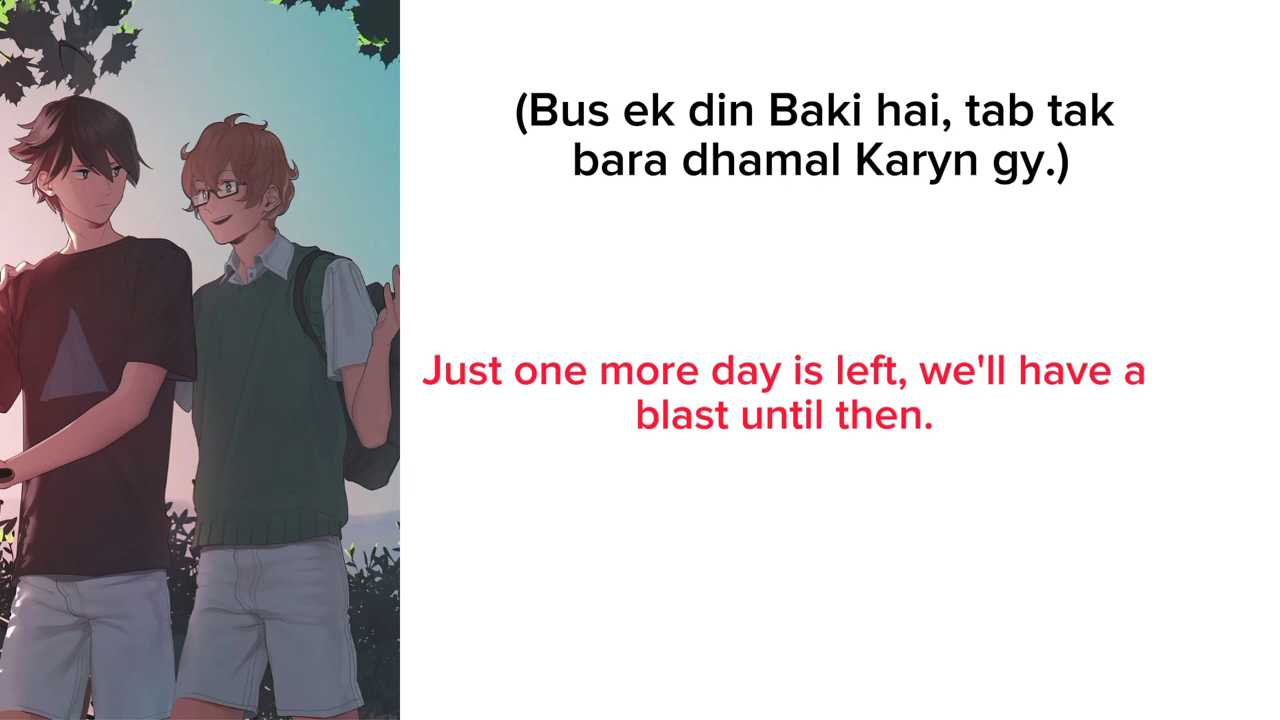 (Bus ek din Baki hai, tab tak
bara dhamal Karyn gy.)
Just one more day is left, we'll have a
blast until then.